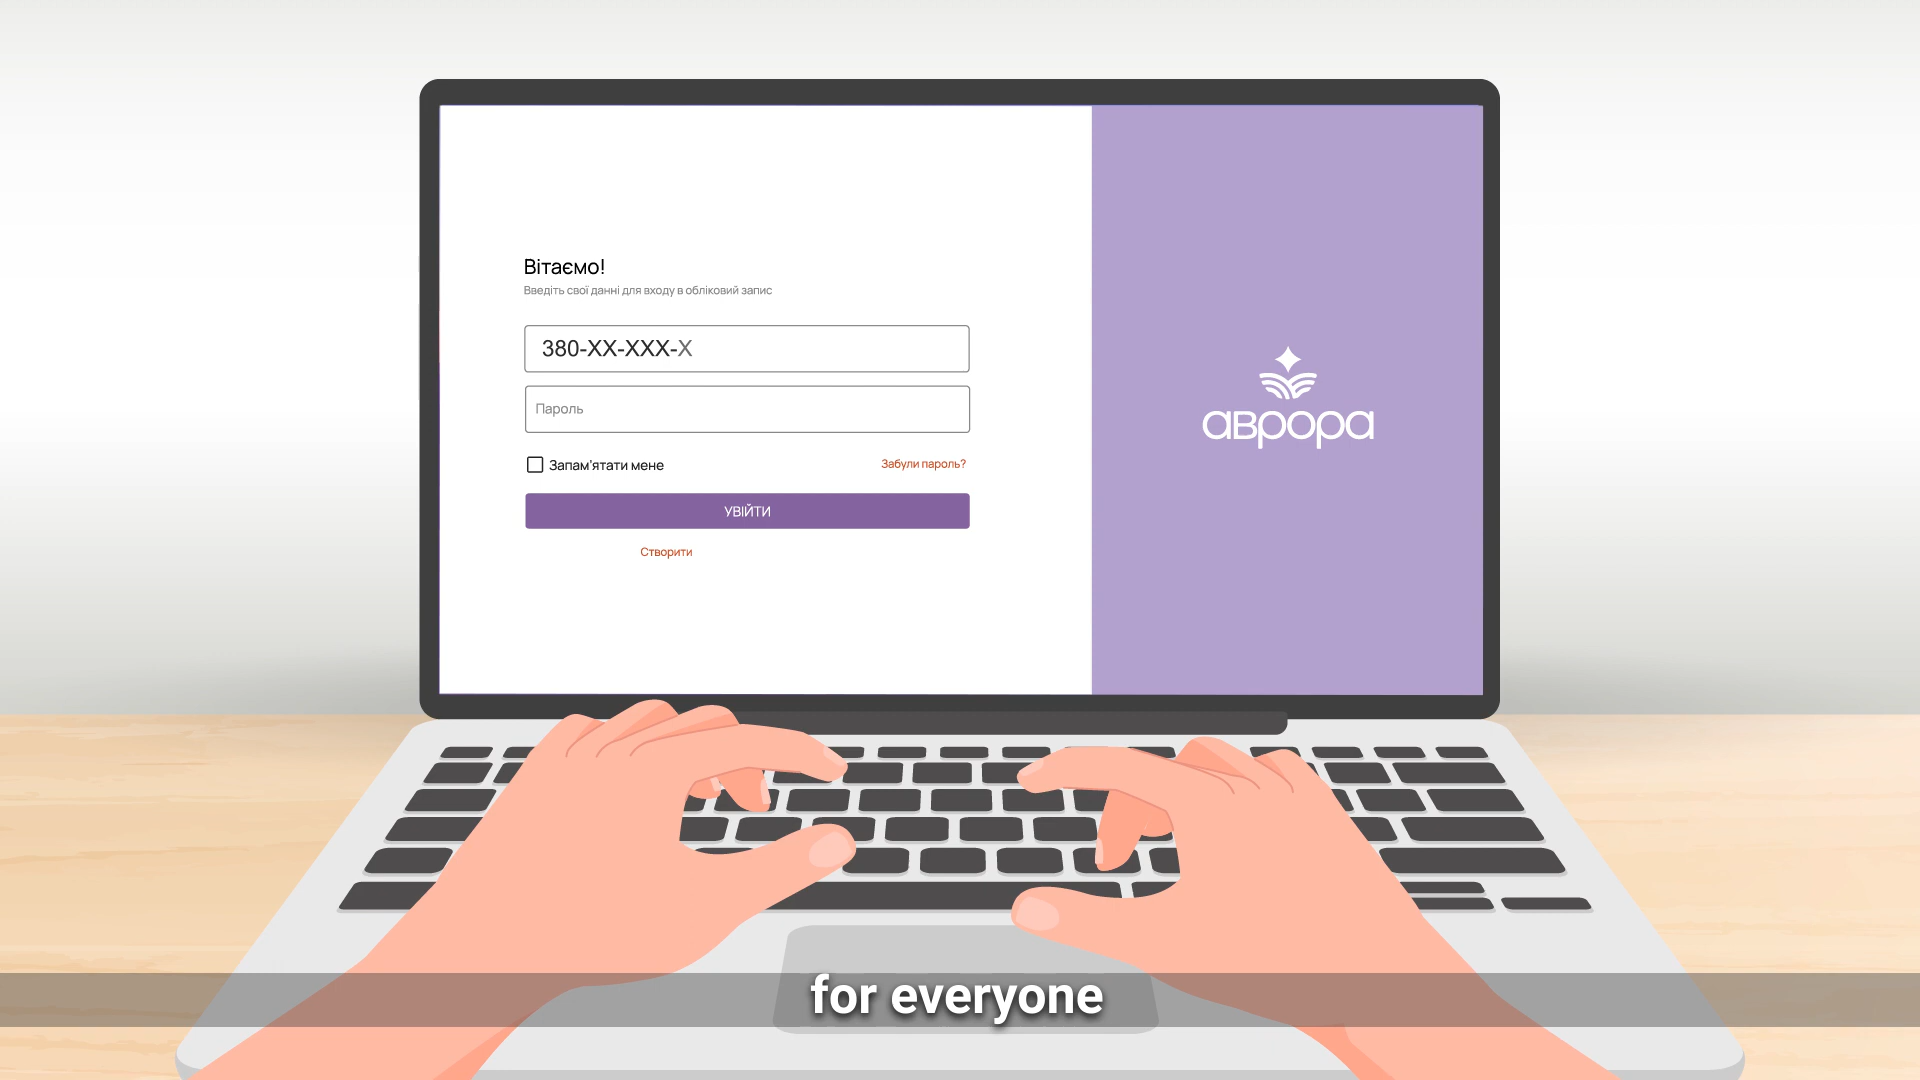 Вітаємо!
Введіть свої данні для входу в обліковий запис
380-XX-XXX-X
Пароль
Запам'ятати мене
Забули пароль?
УВІЙТИ
Створити
аврора
for everyone